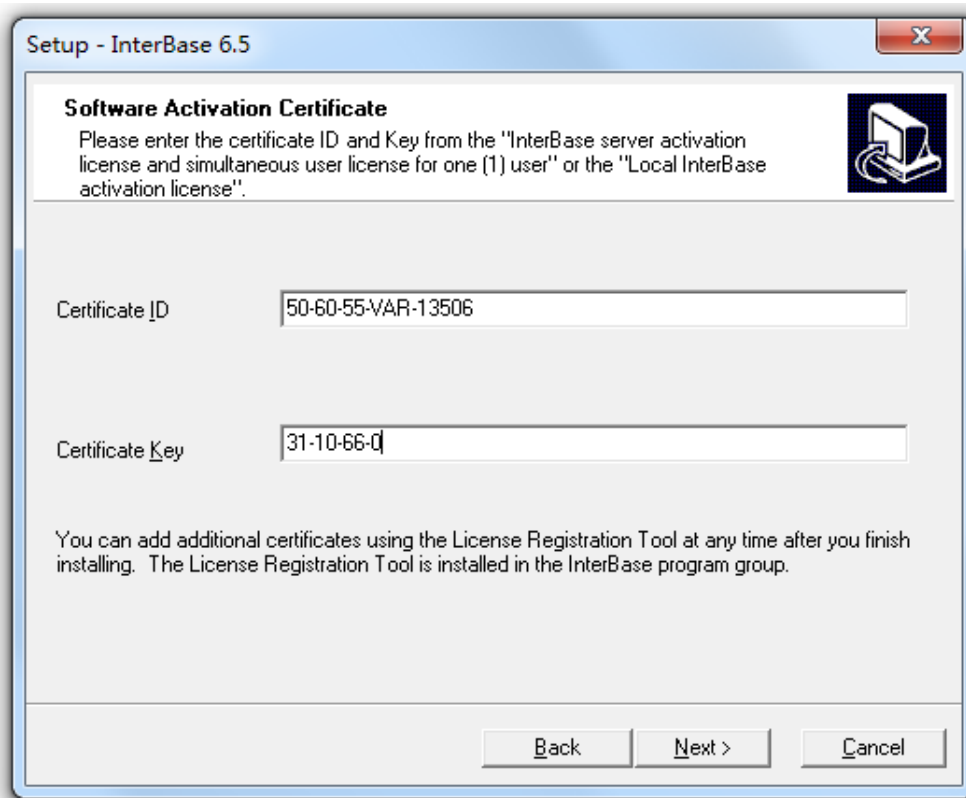 Setup - InterBase 6.5
Software Activation Certificate
Please enter the certificate ID and Key from the "InterBase server activation
license and simultaneous user license for one (1) user" or the "Local InterBase
activation license".
Certificate ID
50-60-55-VAR-13506
Certificate Key
31-10-66-0
You can add additional certificates using the License Registration Tool at any time after you finish
installing. The License Registration Tool is installed in the InterBase program group.
Back
Next >
Cancel